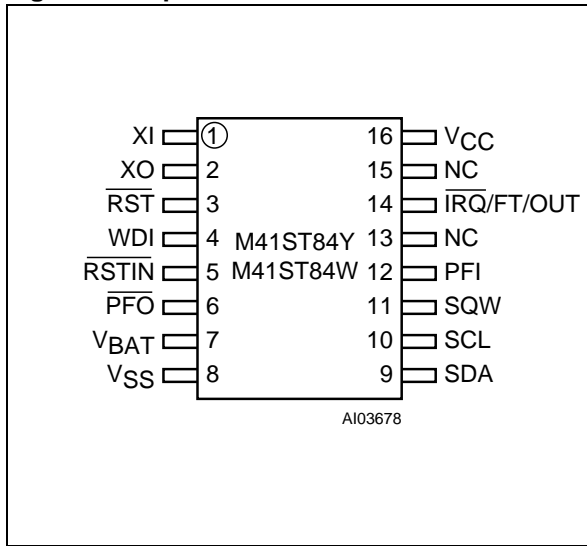 XI 1 16 VCC
XO 2 15 NC
RST 3 14 IRQ/FT/OUT
WDI 4 M41ST84Y 13 NC
RSTIN 5 M41ST84W 12 PFI
PFO 6 11 SQW
VBAT 7 10 SCL
VSS 8 9 SDA
AI03678